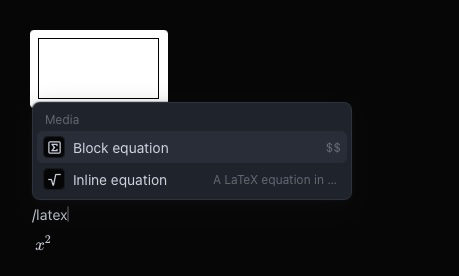 Media
Block equation $$
Inline equation A LaTeX equation in ...
/latex
x²